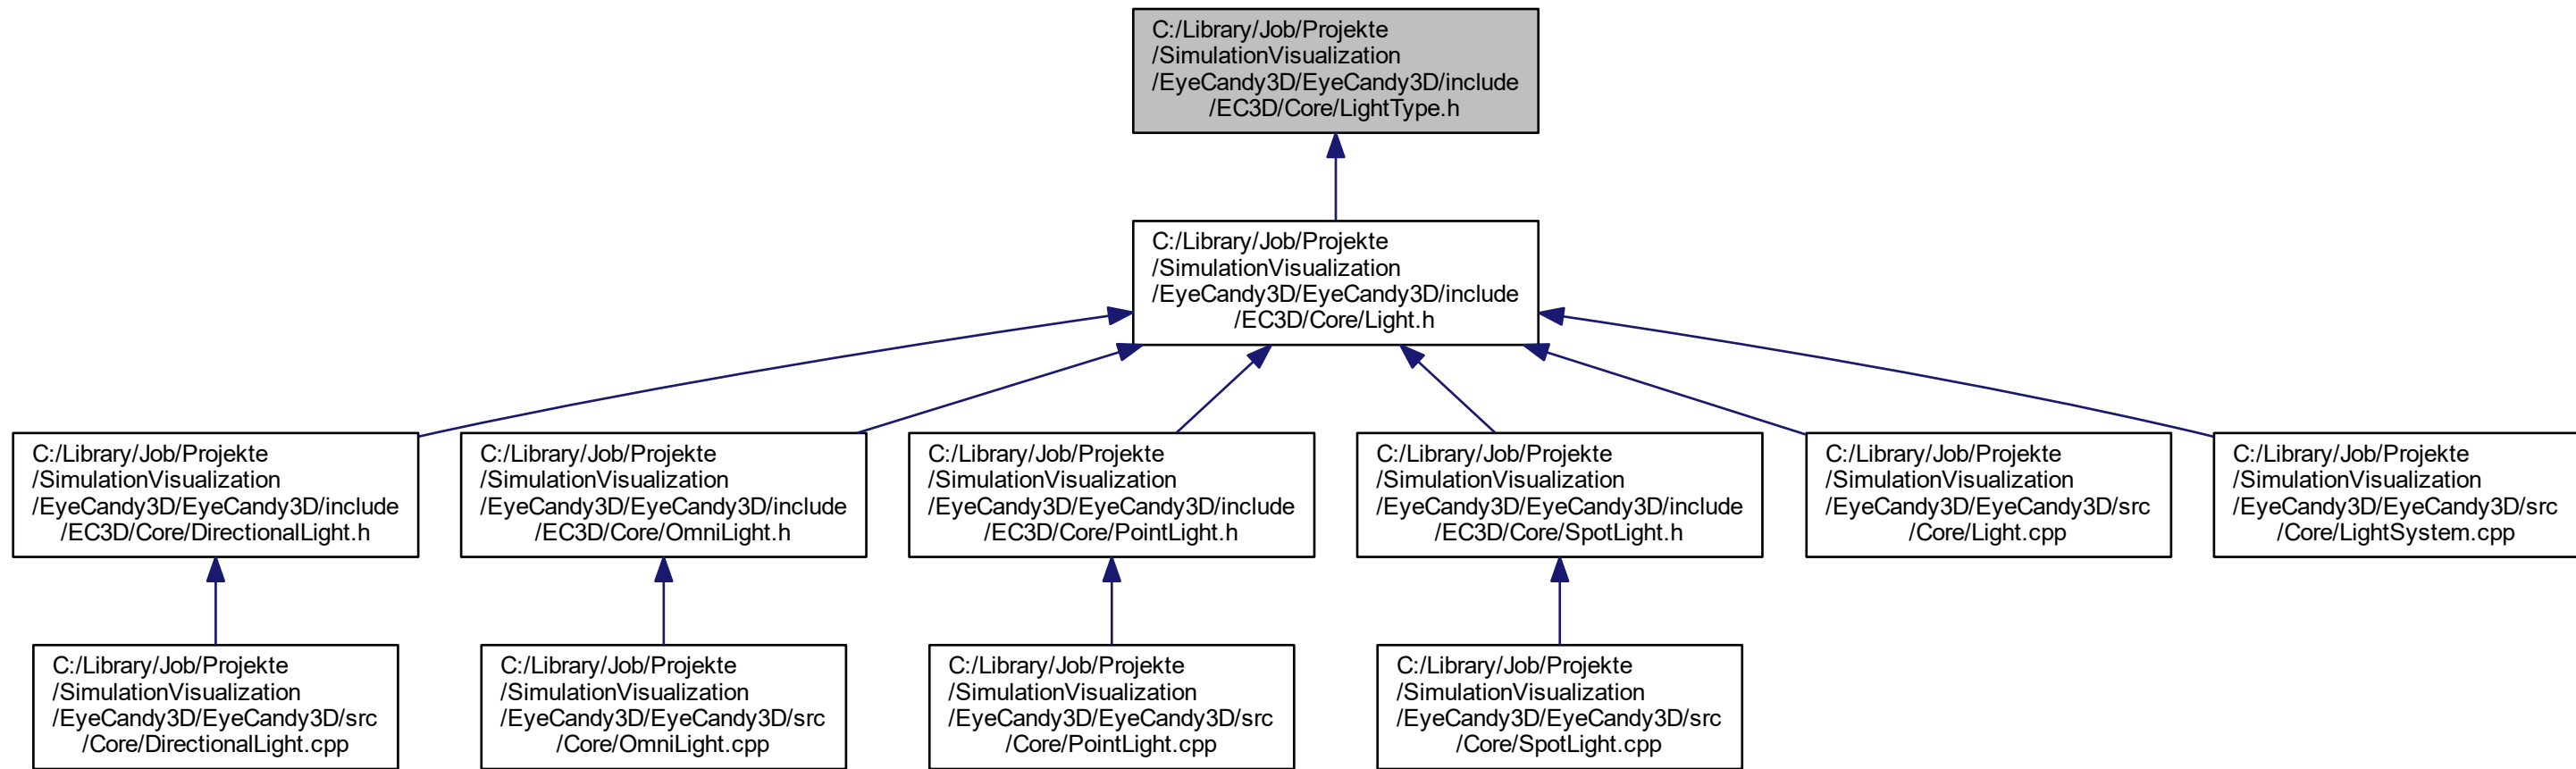 C:/Library/Job/Projekte
/SimulationVisualization
/EyeCandy3D/EyeCandy3D/include
/EC3D/Core/LightType.h
C:/Library/Job/Projekte
/SimulationVisualization
/EyeCandy3D/EyeCandy3D/include
/EC3D/Core/Light.h
C:/Library/Job/Projekte
/SimulationVisualization
/EyeCandy3D/EyeCandy3D/include
/EC3D/Core/DirectionalLight.h
C:/Library/Job/Projekte
/SimulationVisualization
/EyeCandy3D/EyeCandy3D/include
/EC3D/Core/OmniLight.h
C:/Library/Job/Projekte
/SimulationVisualization
/EyeCandy3D/EyeCandy3D/include
/EC3D/Core/PointLight.h
C:/Library/Job/Projekte
/SimulationVisualization
/EyeCandy3D/EyeCandy3D/include
/EC3D/Core/SpotLight.h
C:/Library/Job/Projekte
/SimulationVisualization
/EyeCandy3D/EyeCandy3D/src
/Core/Light.cpp
C:/Library/Job/Projekte
/SimulationVisualization
/EyeCandy3D/EyeCandy3D/src
/Core/LightSystem.cpp
C:/Library/Job/Projekte
/SimulationVisualization
/EyeCandy3D/EyeCandy3D/src
/Core/DirectionalLight.cpp
C:/Library/Job/Projekte
/SimulationVisualization
/EyeCandy3D/EyeCandy3D/src
/Core/OmniLight.cpp
C:/Library/Job/Projekte
/SimulationVisualization
/EyeCandy3D/EyeCandy3D/src
/Core/PointLight.cpp
C:/Library/Job/Projekte
/SimulationVisualization
/EyeCandy3D/EyeCandy3D/src
/Core/SpotLight.cpp